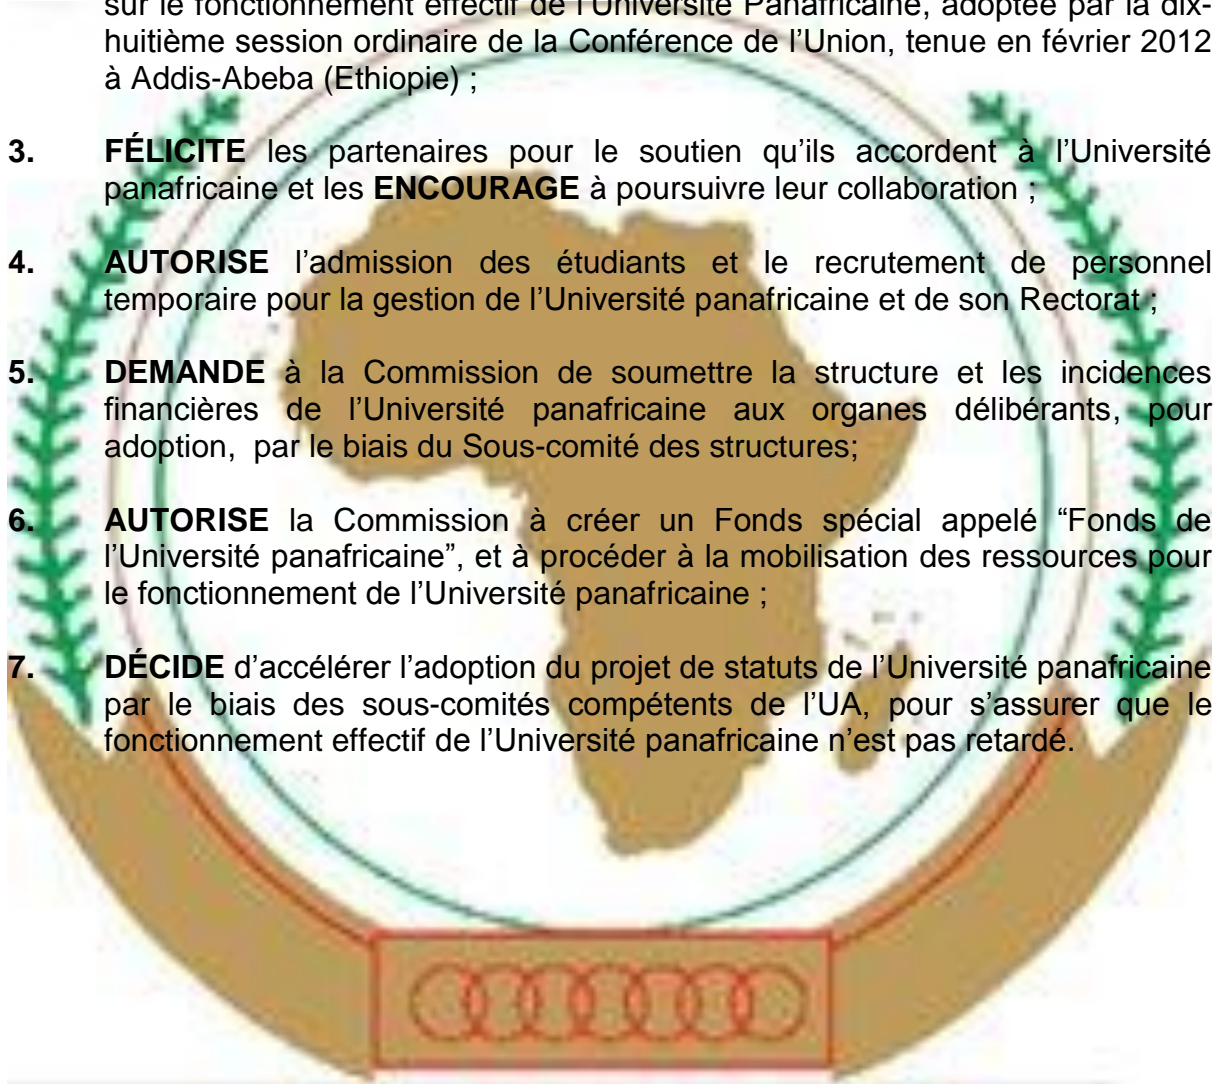 sur le fonctionnement effectif de l'Université Panafricaine, adoptée par la dix-
huitième session ordinaire de la Conférence de l'Union, tenue en février 2012
à Addis-Abeba (Ethiopie) ;
3. FÉLICITE les partenaires pour le soutien qu'ils accordent à l'Université
panafricaine et les ENCOURAGE à poursuivre leur collaboration ;
4. AUTORISE l'admission des étudiants et le recrutement de personnel
temporaire pour la gestion de l'Université panafricaine et de son Rectorat ;
5. DEMANDE à la Commission de soumettre la structure et les incidences
financières de l'Université panafricaine aux organes délibérants, pour
adoption, par le biais du Sous-comité des structures;
6. AUTORISE la Commission à créer un Fonds spécial appelé “Fonds de
l'Université panafricaine”, et à procéder à la mobilisation des ressources pour
le fonctionnement de l'Université panafricaine ;
7. DÉCIDE d'accélérer l'adoption du projet de statuts de l'Université panafricaine
par le biais des sous-comités compétents de l'UA, pour s'assurer que le
fonctionnement effectif de l'Université panafricaine n'est pas retardé.